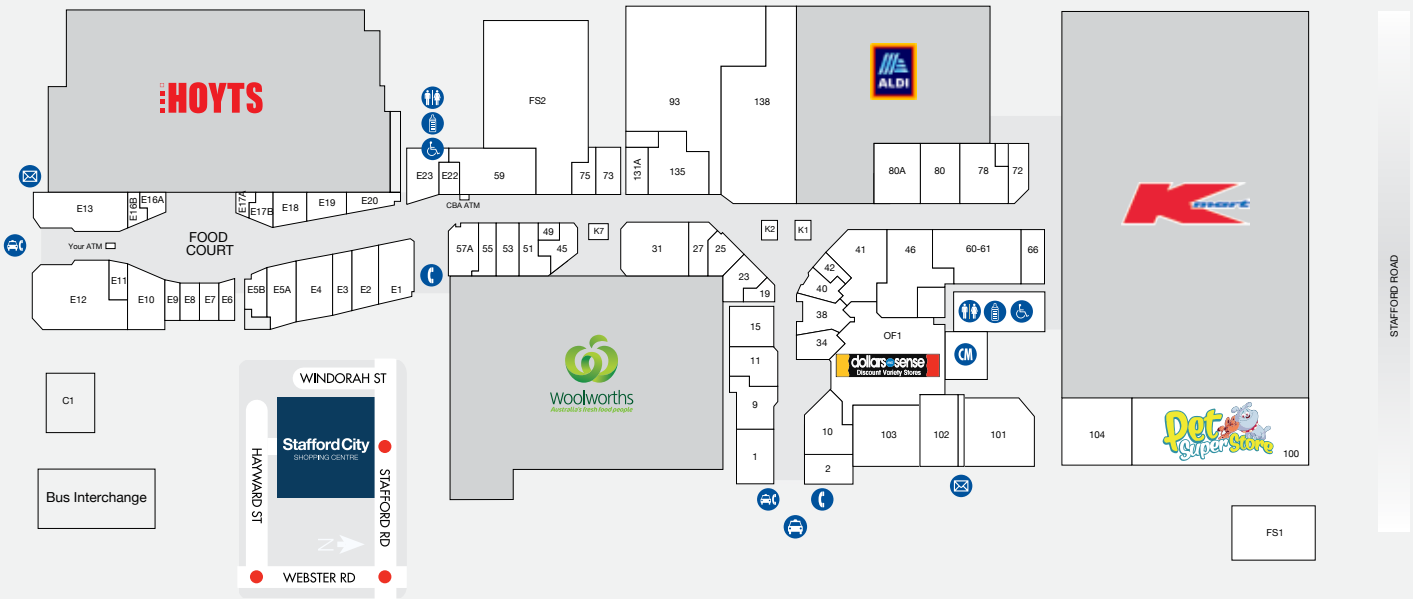 HOYTS
FS2
93
138
ALDI
STAFFORD ROAD
E23
E22
59
75
73
131A
135
80A
80
78
72
Kmart
E13
E16B
E16A
E17A
E17B
E18
E19
E20
CBA ATM
Your ATM
FOOD
COURT
57A
55
53
51
49
45
K7
31
27
25
23
19
K2
K1
41
46
60-61
66
42
40
38
34
E12
E11
E10
E9
E8
E7
E6
E5B
E5A
E4
E3
E2
E1
15
11
9
1
OF1
dollars and sense
Discount Variety Stores
CM
Woolworths
Australia's fresh food people
C1
Bus Interchange
WINDORAH ST
Stafford City
SHOPPING CENTRE
HAYWARD ST
STAFFORD RD
N
WEBSTER RD
10
2
103
102
101
104
Pet
Super Store
100
FS1